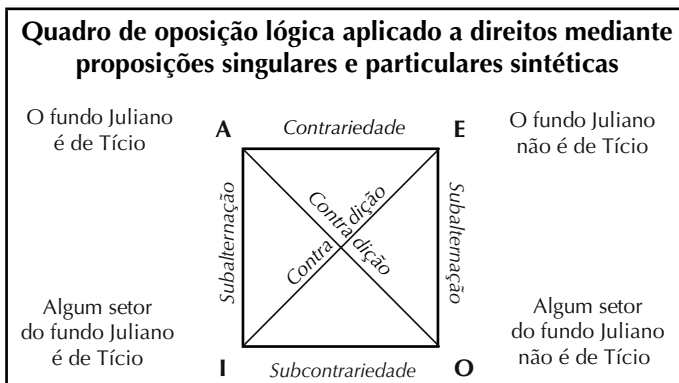 Quadro de oposição lógica aplicado a direitos mediante
proposições singulares e particulares sintéticas
O fundo Juliano
é de Tício
A
Contrariedade
E
O fundo Juliano
não é de Tício
Subalternação
Contradição
Contradição
Subalternação
Algum setor
do fundo Juliano
é de Tício
I
Subcontrariedade
O
Algum setor
do fundo Juliano
não é de Tício